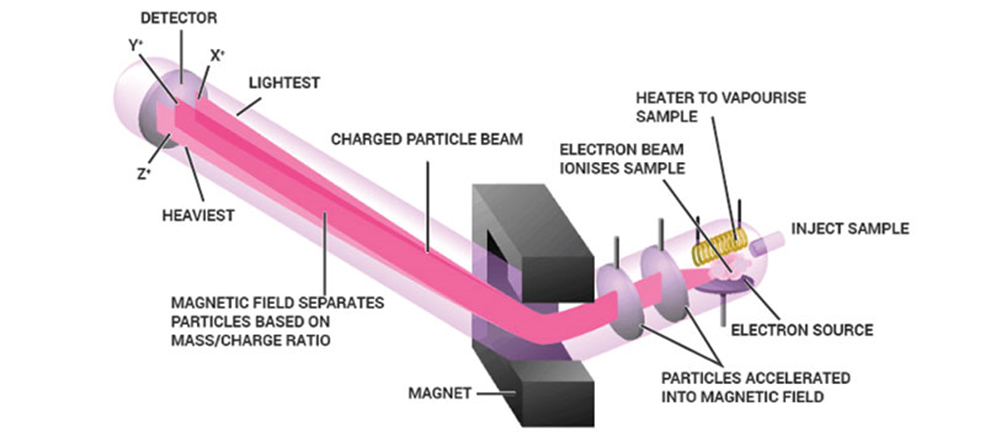 DETECTOR
Y⁺
X⁺
LIGHTEST
HEATER TO VAPOURISE
SAMPLE
CHARGED PARTICLE BEAM
ELECTRON BEAM
IONISES SAMPLE
Z⁺
HEAVIEST
INJECT SAMPLE
MAGNETIC FIELD SEPARATES
PARTICLES BASED ON
MASS/CHARGE RATIO
ELECTRON SOURCE
MAGNET
PARTICLES ACCELERATED
INTO MAGNETIC FIELD